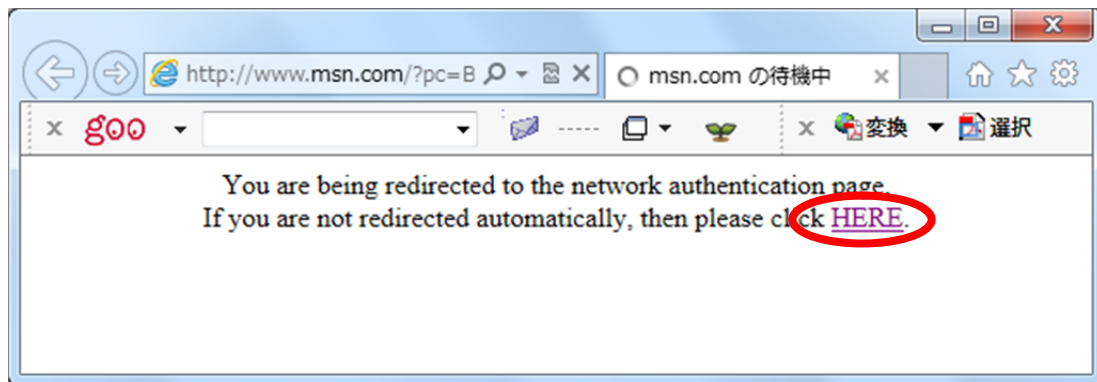 http://www.msn.com/?pc=B
msn.com の待機中
goo
変換
選択
You are being redirected to the network authentication page.
If you are not redirected automatically, then please click HERE.